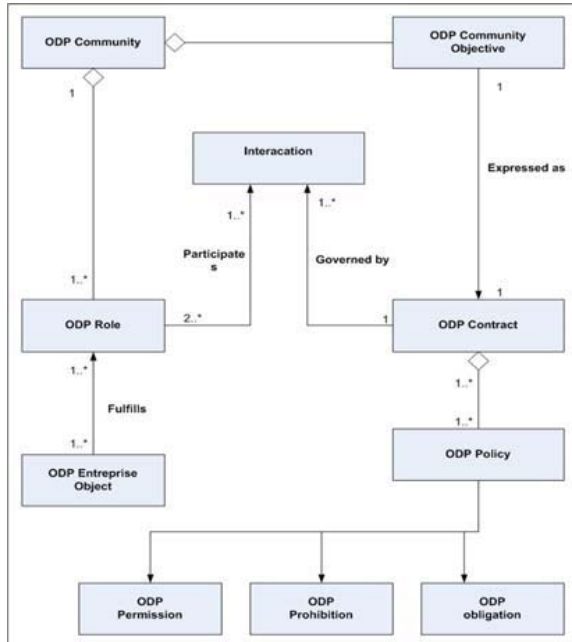 ODP Community
ODP Community
Objective
1
1
Interacation
Expressed as
1..*
1..*
Participate
s
Governed by
1..*
1
ODP Role
2..*
1
ODP Contract
1..*
1..*
Fulfills
1..*
1..*
ODP Entreprise
Object
ODP Policy
ODP
Permission
ODP
Prohibition
ODP
obligation